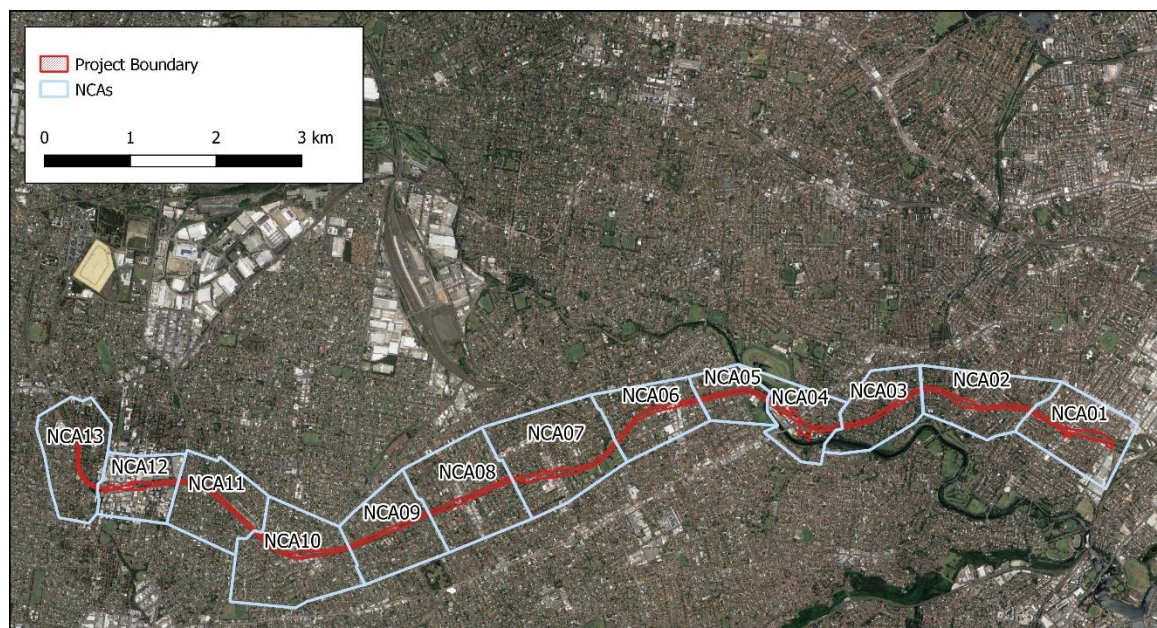 Project Boundary
NCAs
0 1 2 3 km
NCA05
NCA06
NCA04
NCA03
NCA02
NCA01
NCA07
NCA13
NCA12
NCA08
NCA11
NCA09
NCA10